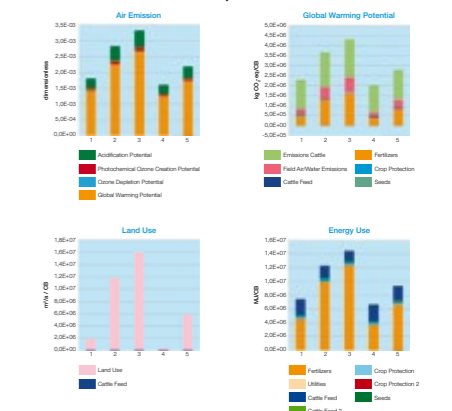 Air Emission
dimensionless
3,5E-03
3,0E-03
2,5E-03
2,0E-03
1,5E-03
1,0E-03
5,0E-04
0,0E+00
1 2 3 4 5
Acidification Potential
Photochemical Ozone Creation Potential
Ozone Depletion Potential
Global Warming Potential
Global Warming Potential
kg CO2-eq/CB
5,0E+06
4,5E+06
4,0E+06
3,5E+06
3,0E+06
2,5E+06
2,0E+06
1,5E+06
1,0E+06
5,0E+05
0,0E+00
-5,0E+05
1 2 3 4 5
Emissions Cattle
Fertilizers
Field Air/Water Emissions
Crop Protection
Cattle Feed
Seeds
Land Use
m²a / CB
1,8E+07
1,6E+07
1,4E+07
1,2E+07
1,0E+07
8,0E+06
6,0E+06
4,0E+06
2,0E+06
0,0E+00
1 2 3 4 5
Land Use
Cattle Feed
Energy Use
MJ/CB
1,6E+07
1,4E+07
1,2E+07
1,0E+07
8,0E+06
6,0E+06
4,0E+06
2,0E+06
0,0E+00
1 2 3 4 5
Fertilizers
Crop Protection
Utilities
Crop Protection 2
Cattle Feed
Seeds
Cattle Feed 2